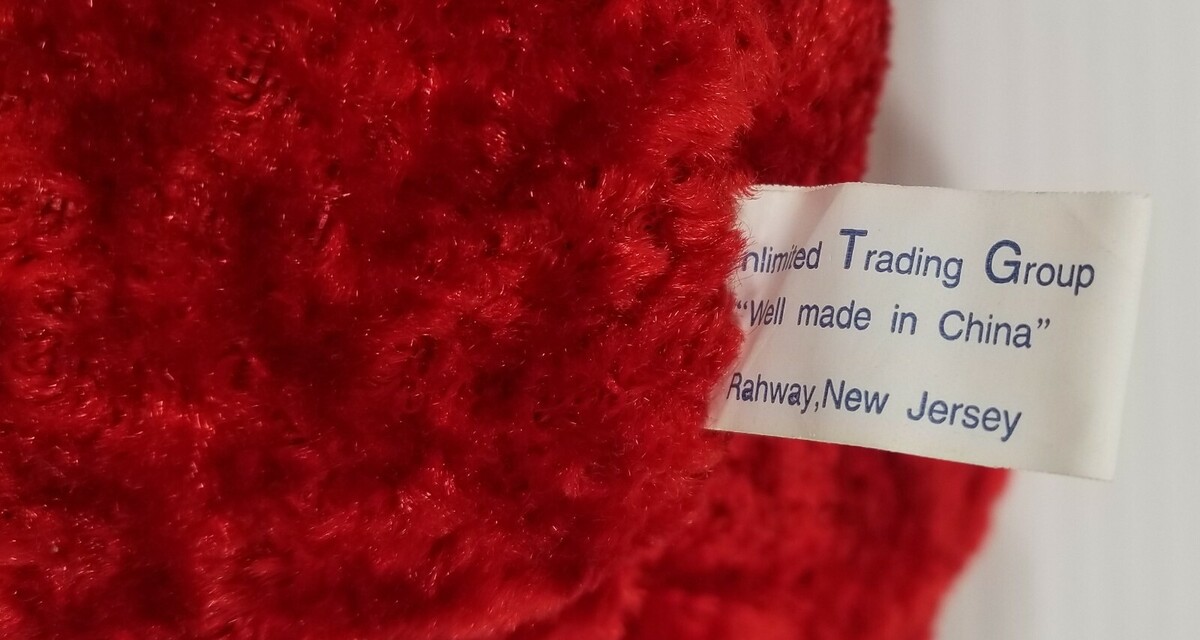 nlimited Trading Group
“Well made in China”
Rahway,New Jersey